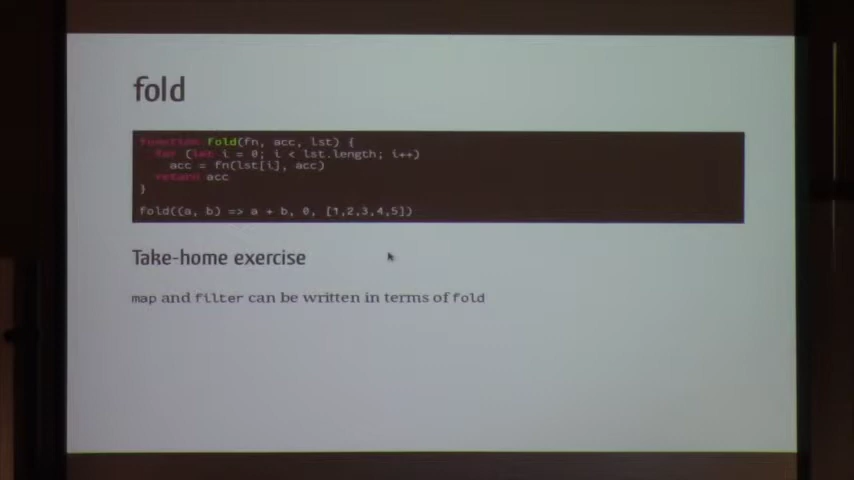 fold
function fold(fn, acc, lst) {
for (let i = 0; i < lst.length; i++)
acc = fn(lst[i], acc)
return acc
}
fold((a, b) => a + b, 0, [1,2,3,4,5])
Take-home exercise
map and filter can be written in terms of fold